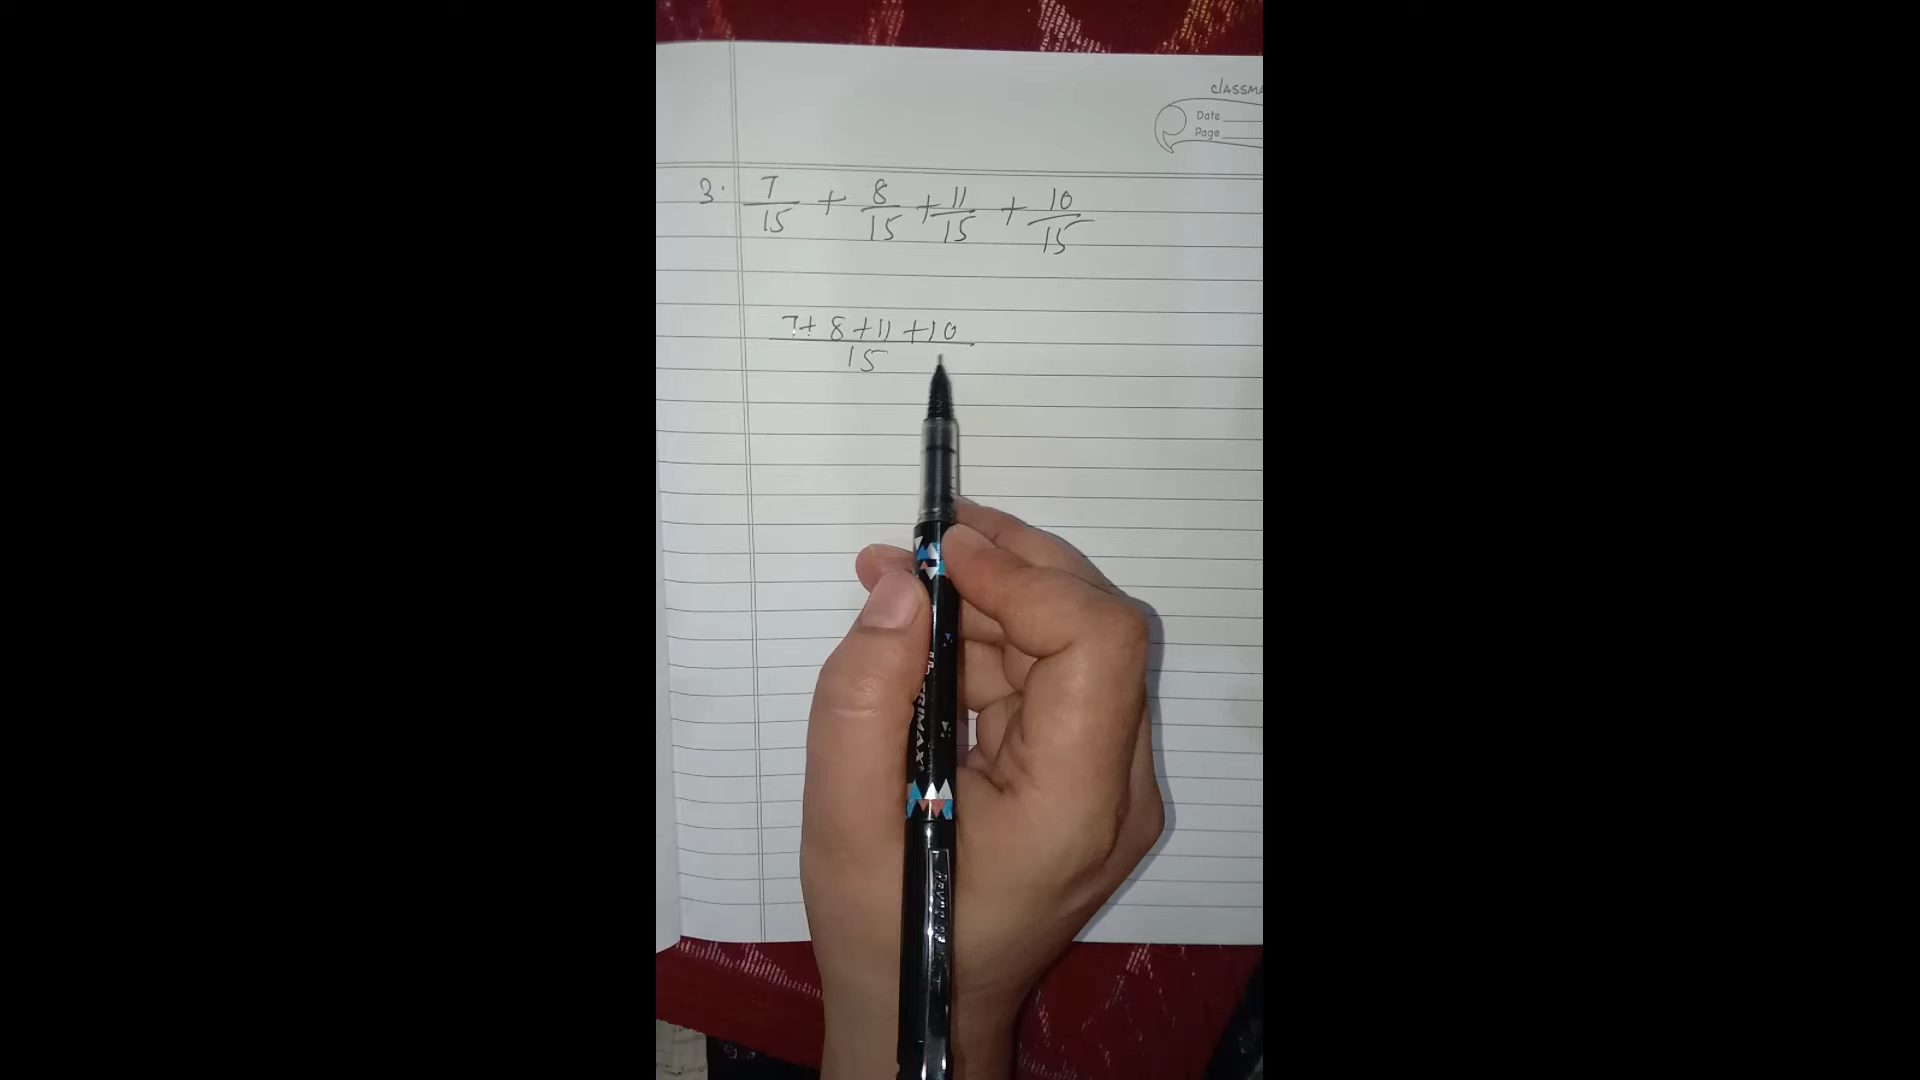 classma
Date
Page
3. 7/15 + 8/15 + 11/15 + 10/15
7+8+11+10/15